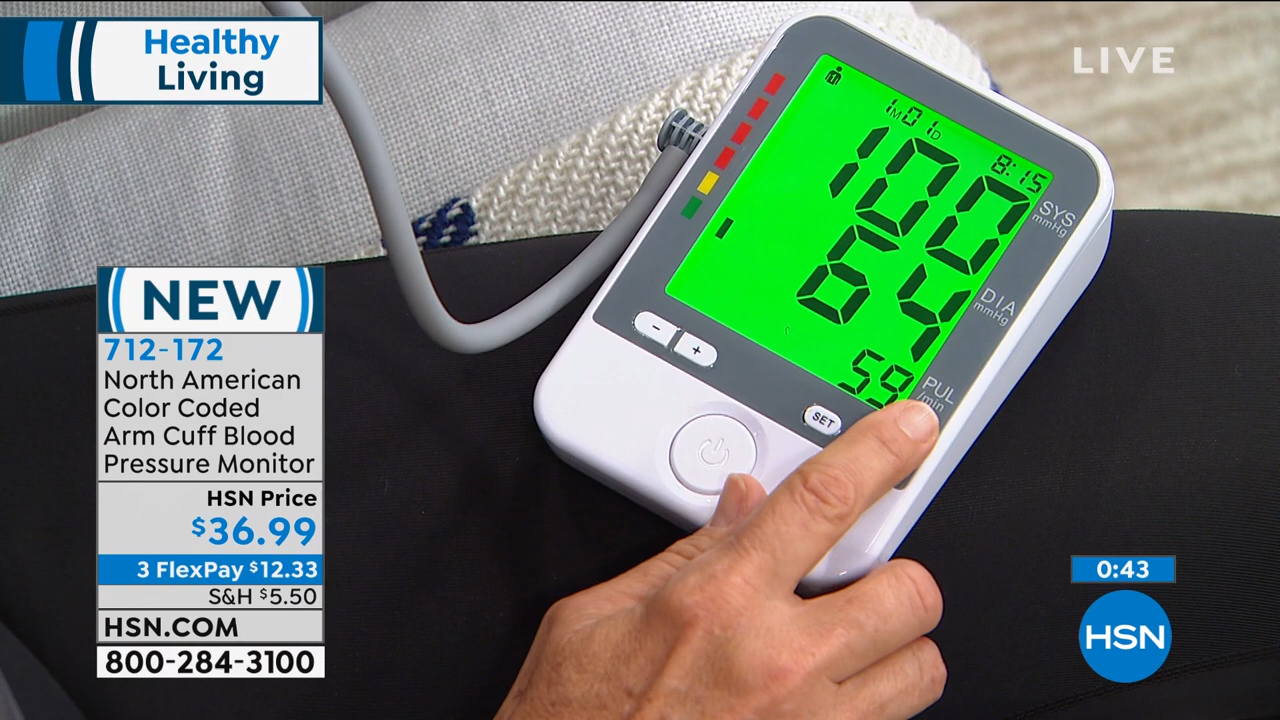 Healthy
Living
LIVE
1M 01D
8:15
100
SYS
mmHg
64
DIA
mmHg
59
PUL
/min
-
+
SET
NEW
712-172
North American
Color Coded
Arm Cuff Blood
Pressure Monitor
HSN Price
$36.99
3 FlexPay $12.33
S&H $5.50
HSN.COM
800-284-3100
0:43
HSN